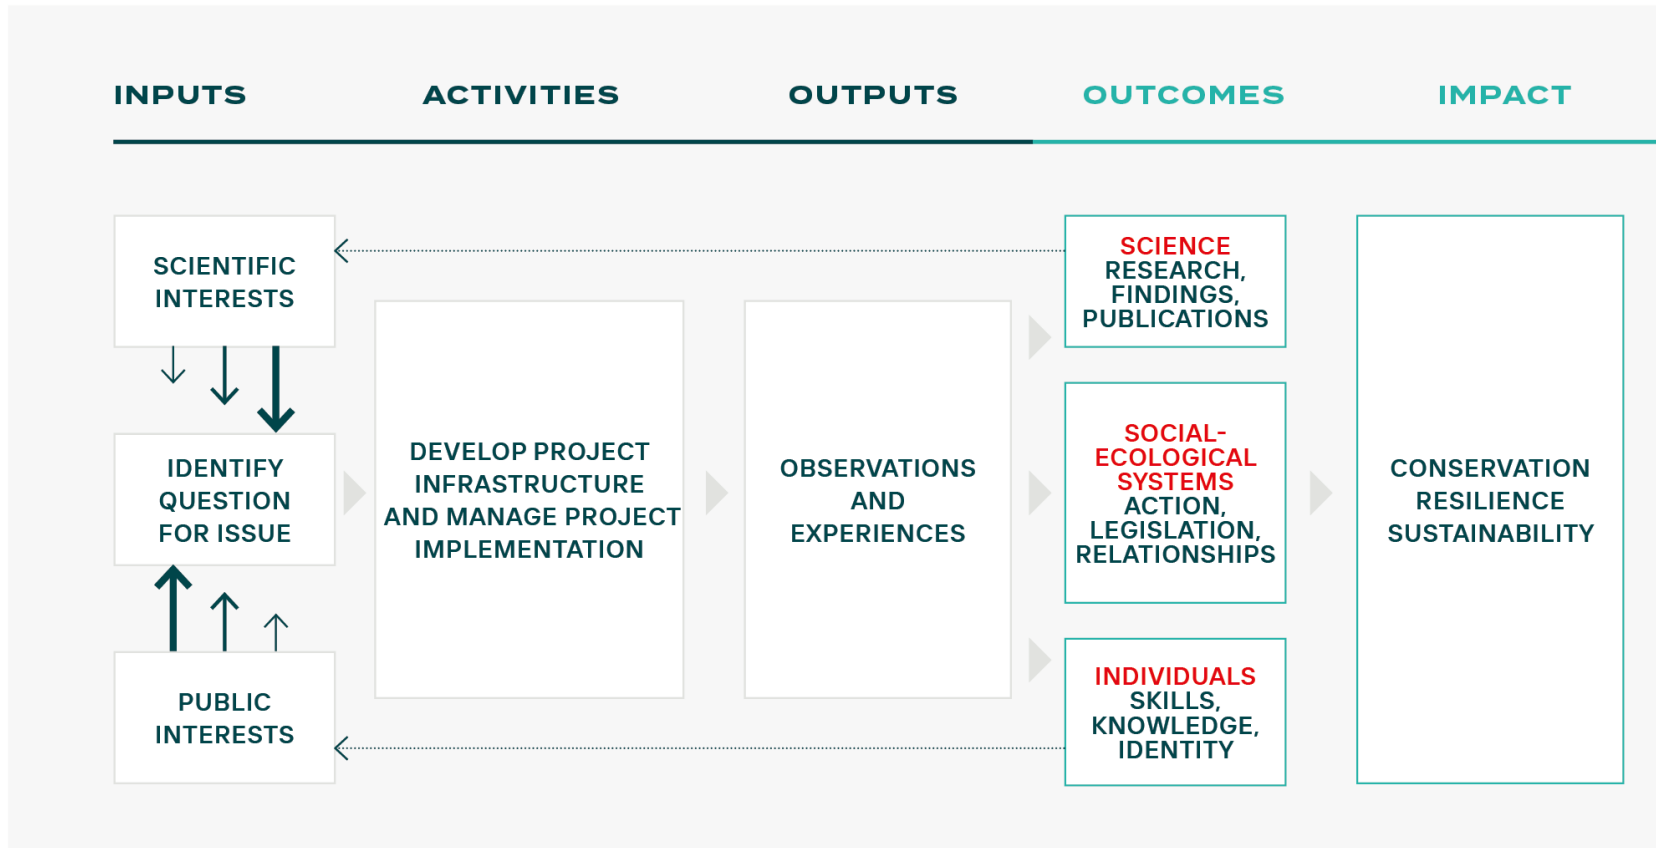 INPUTS
ACTIVITIES
OUTPUTS
OUTCOMES
IMPACT
SCIENTIFIC
INTERESTS
IDENTIFY
QUESTION
FOR ISSUE
PUBLIC
INTERESTS
DEVELOP PROJECT
INFRASTRUCTURE
AND MANAGE PROJECT
IMPLEMENTATION
OBSERVATIONS
AND
EXPERIENCES
SCIENCE
RESEARCH,
FINDINGS,
PUBLICATIONS
SOCIAL-
ECOLOGICAL
SYSTEMS
ACTION,
LEGISLATION,
RELATIONSHIPS
INDIVIDUALS
SKILLS,
KNOWLEDGE,
IDENTITY
CONSERVATION
RESILIENCE
SUSTAINABILITY